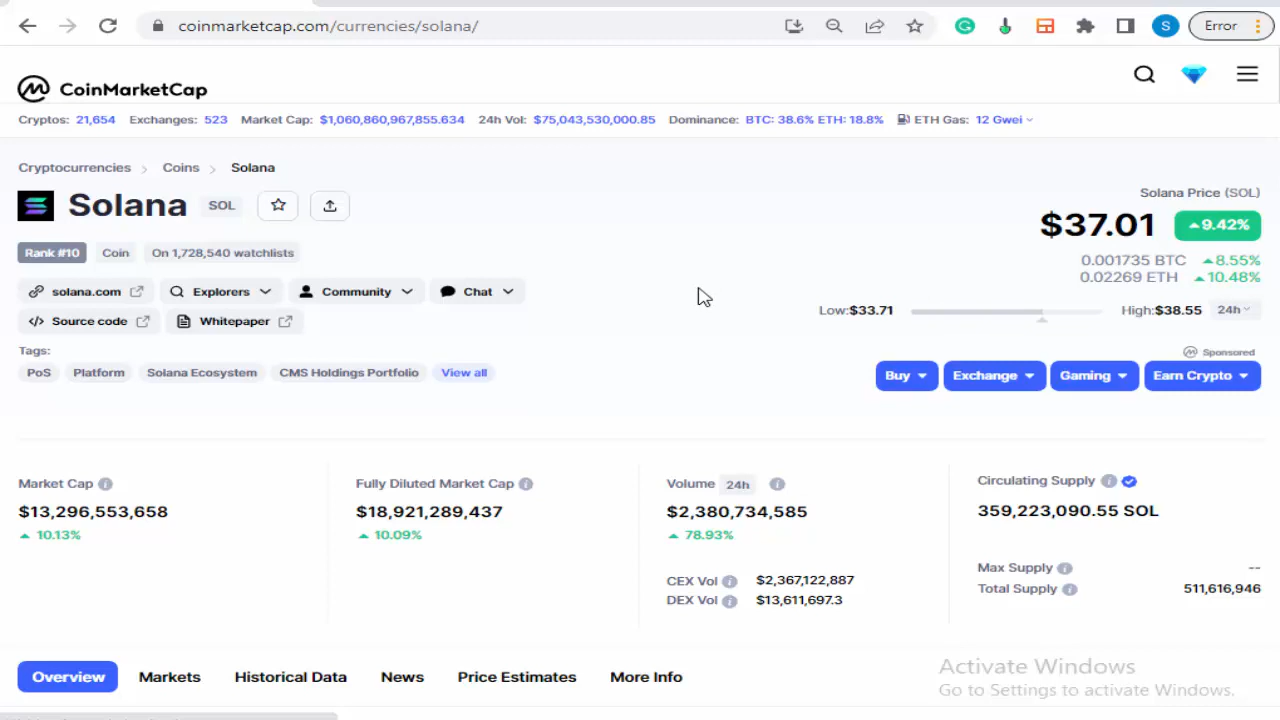 coinmarketcap.com/currencies/solana/
S
Error
CoinMarketCap
Cryptos: 21,654 Exchanges: 523 Market Cap: $1,060,860,967,855.634 24h Vol: $75,043,530,000.85 Dominance: BTC: 38.6% ETH: 18.8% ETH Gas: 12 Gwei
Cryptocurrencies Coins Solana
Solana SOL
Solana Price (SOL)
$37.01 9.42%
Rank #10 Coin On 1,728,540 watchlists
0.001735 BTC 8.55%
0.02269 ETH 10.48%
solana.com Explorers Community Chat
Low:$33.71 High:$38.55 24h
Source code Whitepaper
Tags:
Sponsored
PoS Platform Solana Ecosystem CMS Holdings Portfolio View all
Buy Exchange Gaming Earn Crypto
Market Cap
$13,296,553,658
10.13%
Fully Diluted Market Cap
$18,921,289,437
10.09%
Volume 24h
$2,380,734,585
78.93%
CEX Vol $2,367,122,887
DEX Vol $13,611,697.3
Circulating Supply
359,223,090.55 SOL
Max Supply --
Total Supply 511,616,946
Overview Markets Historical Data News Price Estimates More Info
Activate Windows
Go to Settings to activate Windows.